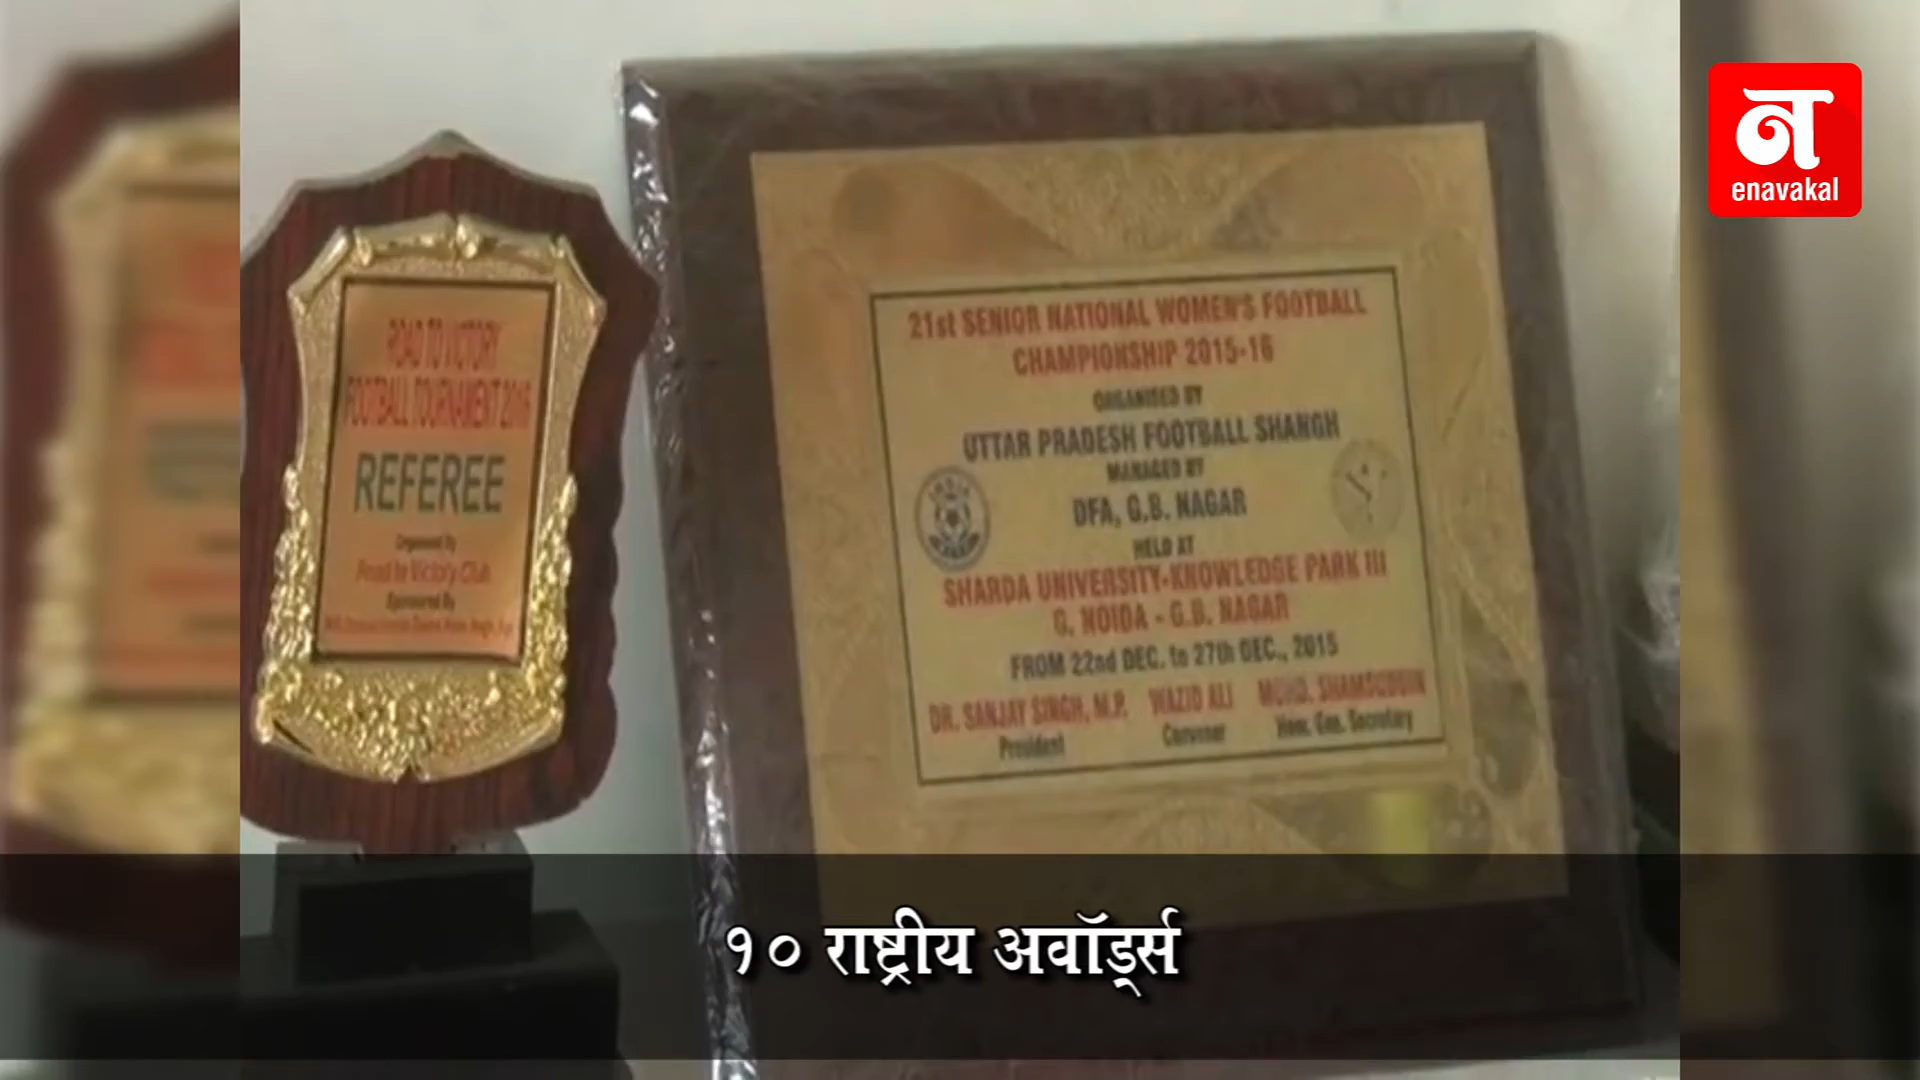 ROAD TO VICTORY
FOOTBALL TOURNAMENT 2016
REFEREE
Organised By
Road to Victory Club
Sponsored By
21st SENIOR NATIONAL WOMEN'S FOOTBALL
CHAMPIONSHIP 2015-16
ORGANISED BY
UTTAR PRADESH FOOTBALL SHANGH
MANAGED BY
DFA, G.B. NAGAR
HELD AT
SHARDA UNIVERSITY-KNOWLEDGE PARK III
G. NOIDA - G.B. NAGAR
FROM 22nd DEC. to 27th DEC., 2015
DR. SANJAY SINGH, M.P. WAZID ALI MOHD. SHAMSUDDIN
President Convenor Hon. Gen. Secretary
INDIA
न
enavakal
१० राष्ट्रीय अवॉर्ड्स